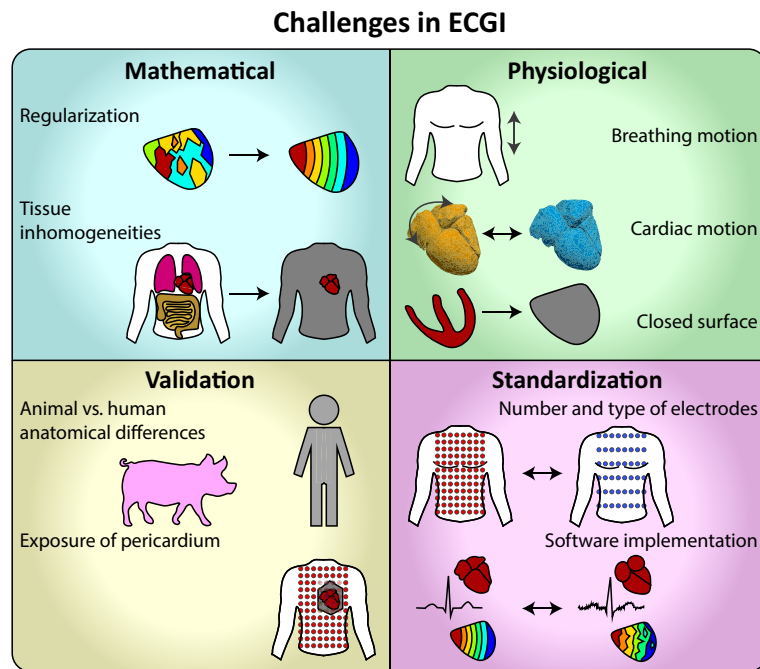 Challenges in ECGI
Mathematical
Regularization
Tissue
inhomogeneities
Physiological
Breathing motion
Cardiac motion
Closed surface
Validation
Animal vs. human
anatomical differences
Exposure of pericardium
Standardization
Number and type of electrodes
Software implementation